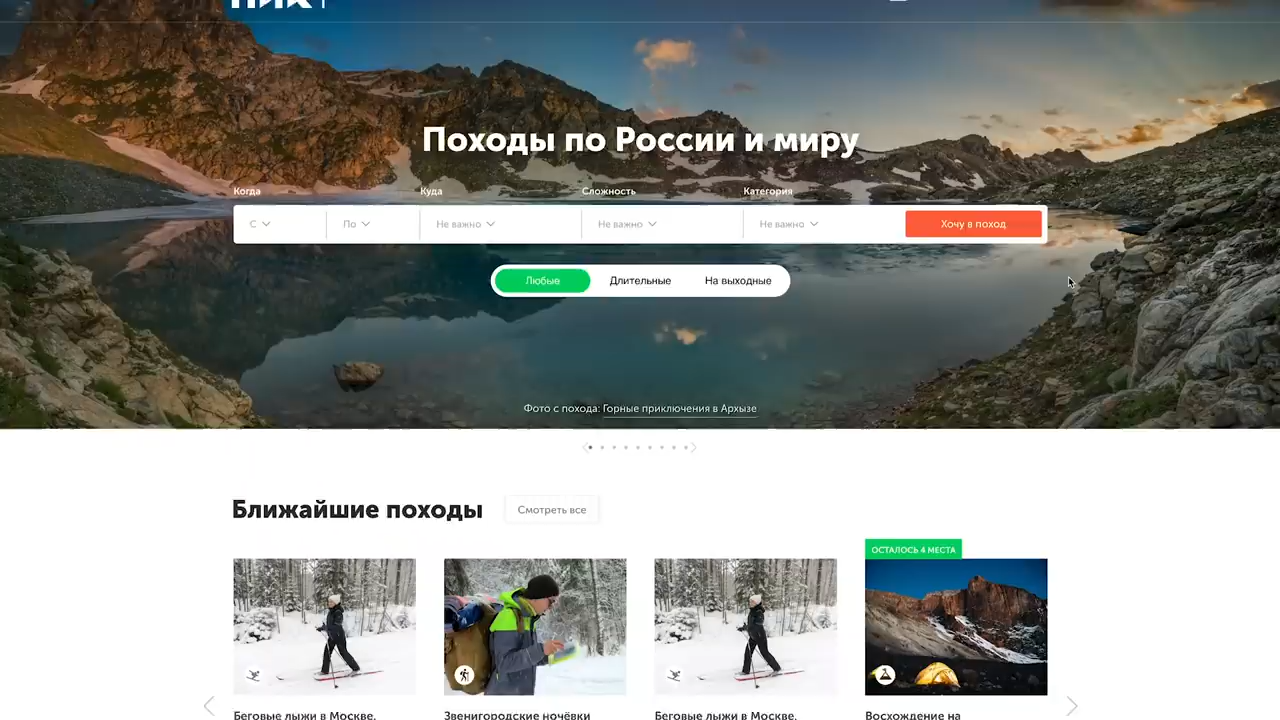 Походы по России и миру
Когда Куда Сложность Категория
С По Не важно Не важно Не важно Хочу в поход
Любые Длительные На выходные
Фото с похода: Горные приключения в Архызе
Ближайшие походы Смотреть все
ОСТАЛОСЬ 4 МЕСТА
Беговые лыжи в Москве. Звенигородские ночёвки Беговые лыжи в Москве. Восхождение на